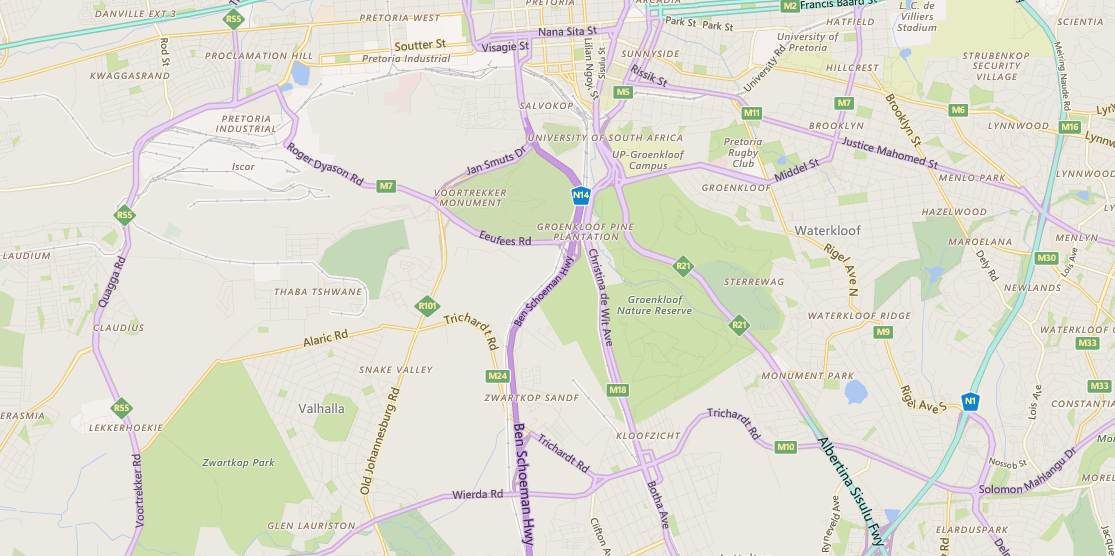 DANVILLE EXT 3
R55
PRETORIA WEST
PRETORIA
ARCADIA
M2
Francis Baard St
Park St
Park St
HATFIELD
L.C. de
Villiers
Stadium
SCIENTIA
Rod St
PROCLAMATION HILL
Soutter St
Pretoria Industrial
Visagie St
Nana Sita St
Lilian Ngoyi St
Sisulu St
SUNNYSIDE
University of
Pretoria
University Rd
KWAGGASRAND
Rissik St
HILLCREST
STRUBENKOP
SECURITY
VILLAGE
Meiring Naude Rd
M5
SALVOKOP
M11
M7
Brooklyn St
M6
Lynn
PRETORIA
INDUSTRIAL
UNIVERSITY OF SOUTH AFRICA
BROOKLYN
LYNNWOOD
M16
Lynnw
Iscor
Roger Dyason Rd
Jan Smuts Dr
UP-Groenkloof
Campus
Pretoria
Rugby
Club
Justice Mahomed St
Middel St
MENLO PARK
LYNNWOOD
M7
VOORTREKKER
MONUMENT
N14
GROENKLOOF
R55
HAZELWOOD
GROENKLOOF PINE
PLANTATION
Waterkloof
Eeufees Rd
MENLYN
LAUDIUM
MAROELANA
Quagga Rd
Ben Schoeman Hwy
Christina de Wit Ave
R21
Rigel Ave N
Dely Rd
M30
Lois Ave
STERREWAG
THABA TSHWANE
NEWLANDS
R101
Groenkloof
Nature Reserve
CLAUDIUS
Trichardt Rd
R21
WATERKLOOF RIDGE
M9
WATERKLOOF
Alaric Rd
M33
SNAKE VALLEY
M24
MONUMENT PARK
M18
M33
Valhalla
ZWARTKOP SANDF
Rigel Ave S
N1
Lois Ave
CONSTANTIA
R55
ERASMIA
LEKKERHOEKIE
Old Johannesburg Rd
Trichardt Rd
KLOOFZICHT
Ben Schoeman Hwy
Trichardt Rd
M10
Zwartkop Park
Albertina Sisulu Fwy
Nossob St
Solomon Mahlangu Dr
Voortrekker Rd
Wierda Rd
Botha Ave
GLEN LAURISTON
Clifton Av
Ryneveld Ave
Rd
ELARDUSPARK